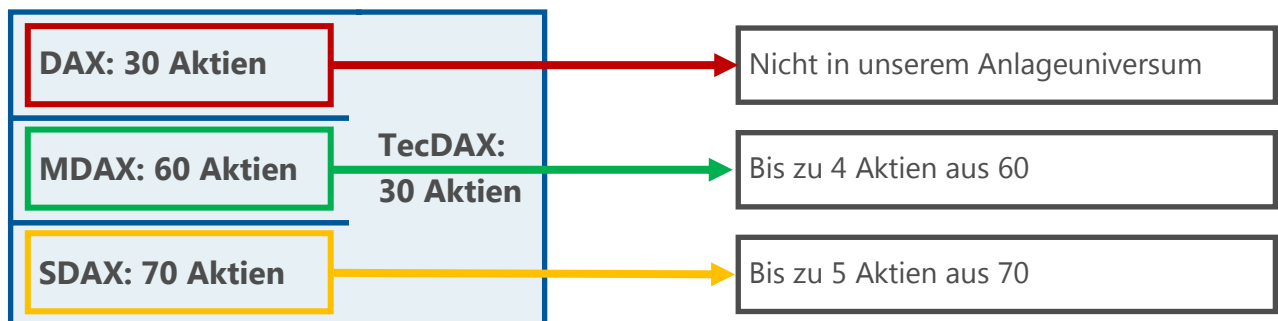 DAX: 30 Aktien
Nicht in unserem Anlageuniversum
MDAX: 60 Aktien
TecDAX:
30 Aktien
Bis zu 4 Aktien aus 60
SDAX: 70 Aktien
Bis zu 5 Aktien aus 70